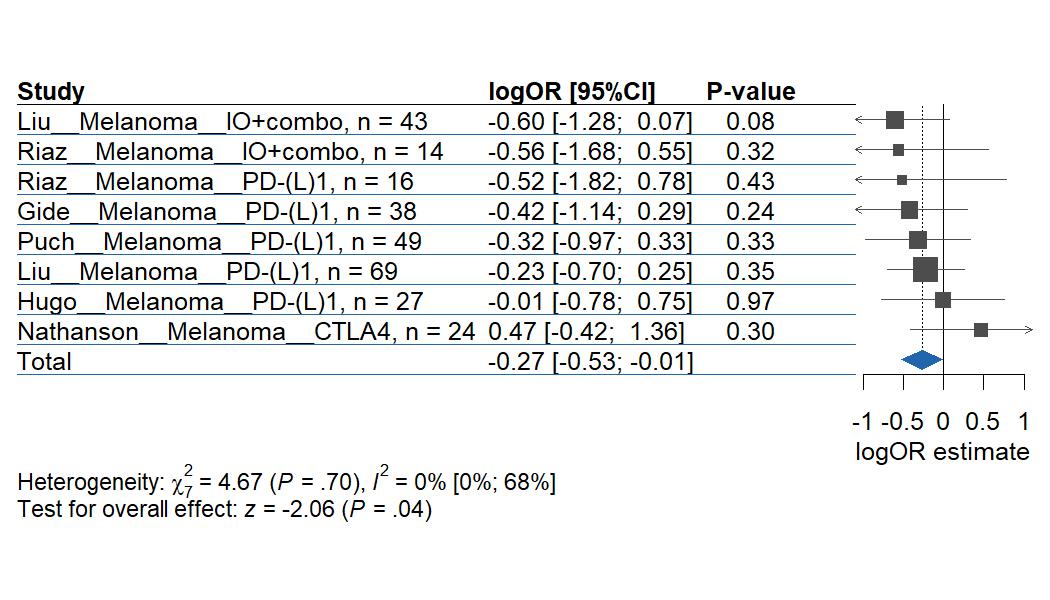 Study logOR [95%CI] P-value
Liu__Melanoma__IO+combo, n = 43 -0.60 [-1.28; 0.07] 0.08
Riaz__Melanoma__IO+combo, n = 14 -0.56 [-1.68; 0.55] 0.32
Riaz__Melanoma__PD-(L)1, n = 16 -0.52 [-1.82; 0.78] 0.43
Gide__Melanoma__PD-(L)1, n = 38 -0.42 [-1.14; 0.29] 0.24
Puch__Melanoma__PD-(L)1, n = 49 -0.32 [-0.97; 0.33] 0.33
Liu__Melanoma__PD-(L)1, n = 69 -0.23 [-0.70; 0.25] 0.35
Hugo__Melanoma__PD-(L)1, n = 27 -0.01 [-0.78; 0.75] 0.97
Nathanson__Melanoma__CTLA4, n = 24 0.47 [-0.42; 1.36] 0.30
Total -0.27 [-0.53; -0.01]
-1 -0.5 0 0.5 1
logOR estimate
Heterogeneity: χ²₇ = 4.67 (P = .70), I² = 0% [0%; 68%]
Test for overall effect: z = -2.06 (P = .04)